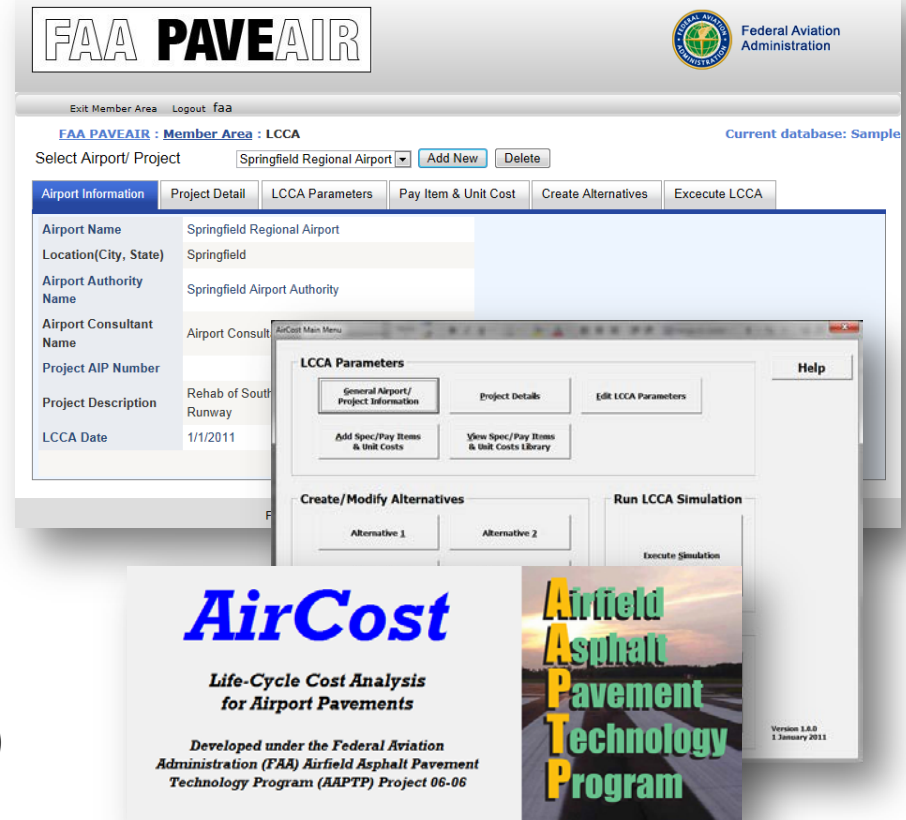 FAA PAVEAIR
Federal Aviation
Administration
Exit Member Area Logout faa
FAA PAVEAIR : Member Area : LCCA
Current database: Sample
Select Airport/ Project Springfield Regional Airport Add New Delete
Airport Information Project Detail LCCA Parameters Pay Item & Unit Cost Create Alternatives Excecute LCCA
Airport Name Springfield Regional Airport
Location(City, State) Springfield
Airport Authority
Name
Springfield Airport Authority
Airport Consultant
Name
Airport Consult
Project AIP Number
Project Description
Rehab of Sout
Runway
LCCA Date 1/1/2011
AirCost Main Menu
LCCA Parameters
Help
General Airport/
Project Information
Project Details
Edit LCCA Parameters
Add Spec/Pay Items
& Unit Costs
View Spec/Pay Items
& Unit Costs Library
Create/Modify Alternatives
Run LCCA Simulation
Alternative 1
Alternative 2
Execute Simulation
Version 1.0.0
1 January 2011
AirCost
Life-Cycle Cost Analysis
for Airport Pavements
Developed under the Federal Aviation
Administration (FAA) Airfield Asphalt Pavement
Technology Program (AAPTP) Project 06-06
Airfield
Asphalt
Pavement
Technology
Program